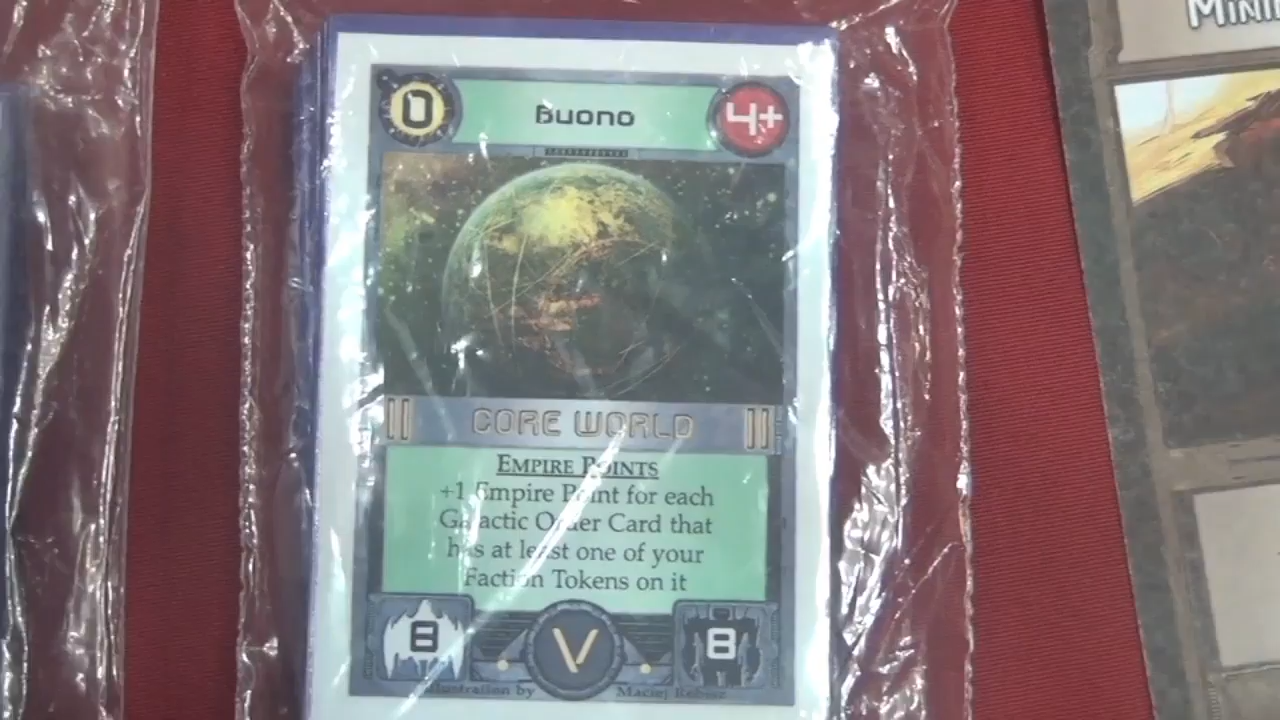 0
Buono
4+
CORE WORLD
EMPIRE POINTS
+1 Empire Point for each
Galactic Order Card that
has at least one of your
Faction Tokens on it
8
V
8
Illustration by Maciej Rebisz